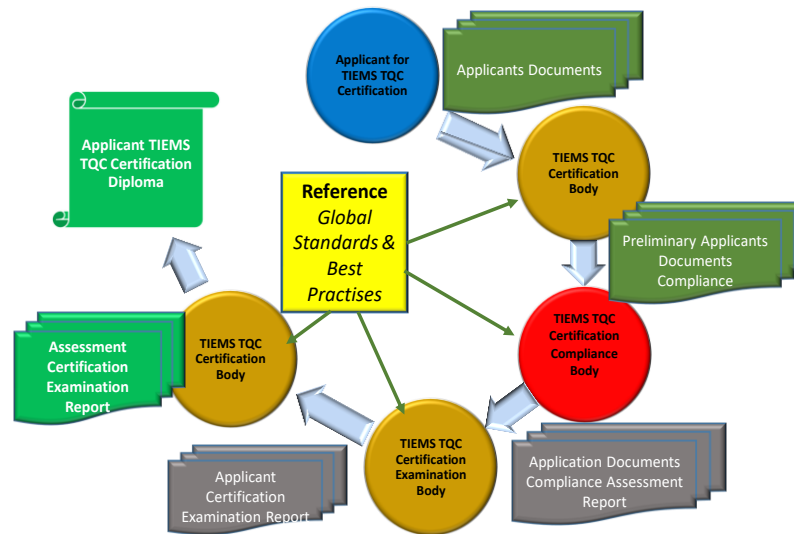 Applicant for
TIEMS TQC
Certification
Applicants Documents
Applicant TIEMS
TQC Certification
Diploma
TIEMS TQC
Certification
Body
Reference
Global
Standards &
Best
Practises
Preliminary Applicants
Documents
Compliance
TIEMS TQC
Certification
Compliance
Body
TIEMS TQC
Certification
Body
Assessment
Certification
Examination
Report
TIEMS TQC
Certification
Examination
Body
Application Documents
Compliance Assessment
Report
Applicant
Certification
Examination Report